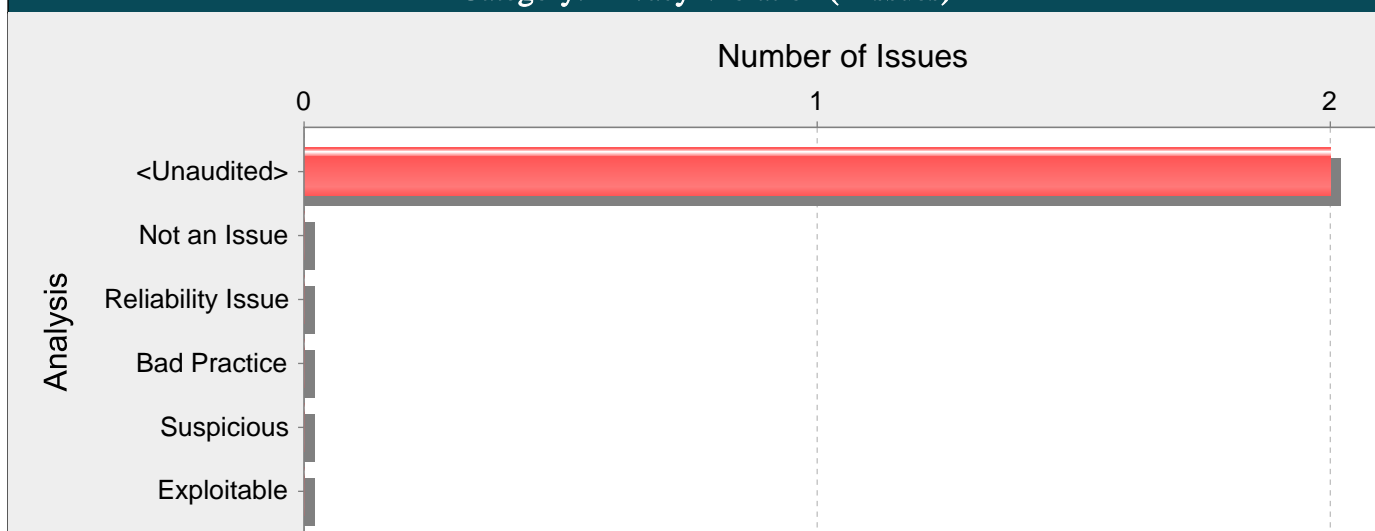 Number of Issues
0 1 2
<Unaudited>
Not an Issue
Reliability Issue
Bad Practice
Suspicious
Exploitable
Analysis